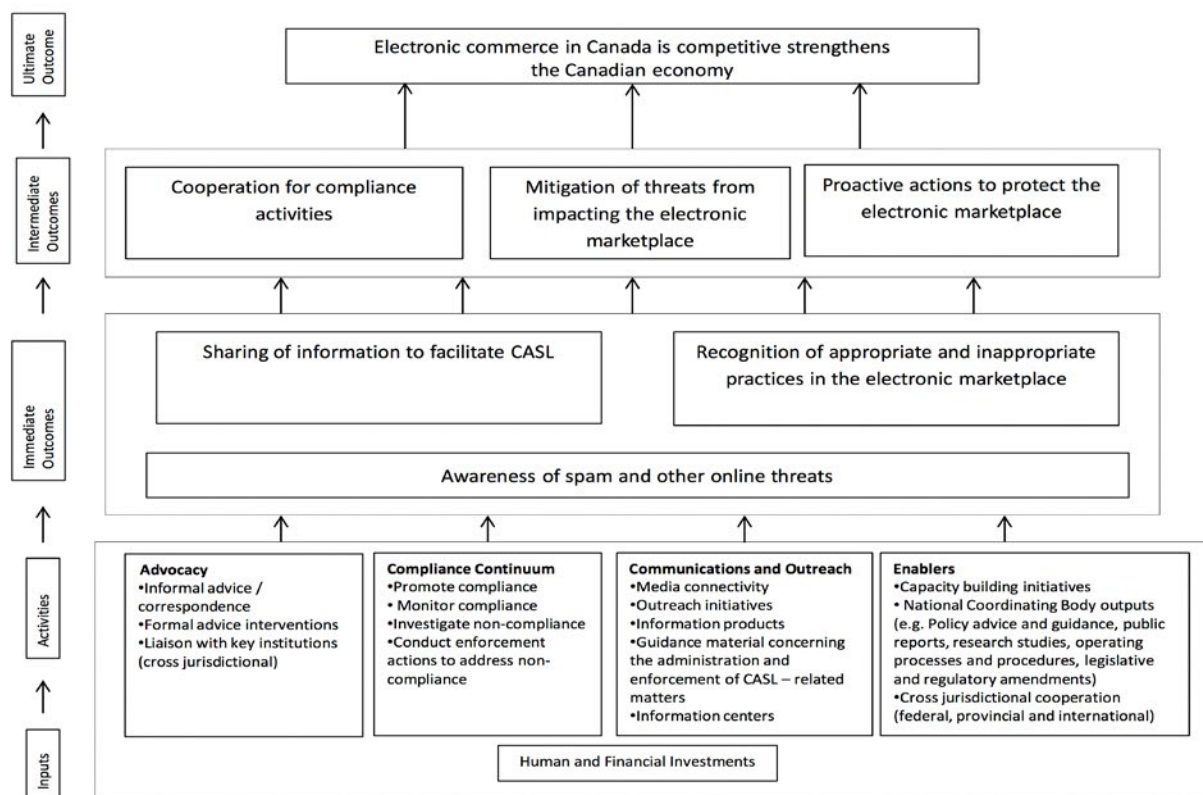 Ultimate
Outcome
Electronic commerce in Canada is competitive strengthens
the Canadian economy
Intermediate
Outcomes
Cooperation for compliance
activities
Mitigation of threats from
impacting the electronic
marketplace
Proactive actions to protect the
electronic marketplace
Immediate
Outcomes
Sharing of information to facilitate CASL
Recognition of appropriate and inappropriate
practices in the electronic marketplace
Awareness of spam and other online threats
Activities
Advocacy
•Informal advice /
correspondence
•Formal advice interventions
•Liaison with key institutions
(cross jurisdictional)
Compliance Continuum
•Promote compliance
• Monitor compliance
•Investigate non-compliance
•Conduct enforcement
actions to address non-
compliance
Communications and Outreach
•Media connectivity
•Outreach initiatives
•Information products
•Guidance material concerning
the administration and
enforcement of CASL – related
matters
•Information centers
Enablers
•Capacity building initiatives
• National Coordinating Body outputs
(e.g. Policy advice and guidance, public
reports, research studies, operating
processes and procedures, legislative
and regulatory amendments)
•Cross jurisdictional cooperation
(federal, provincial and international)
Inputs
Human and Financial Investments